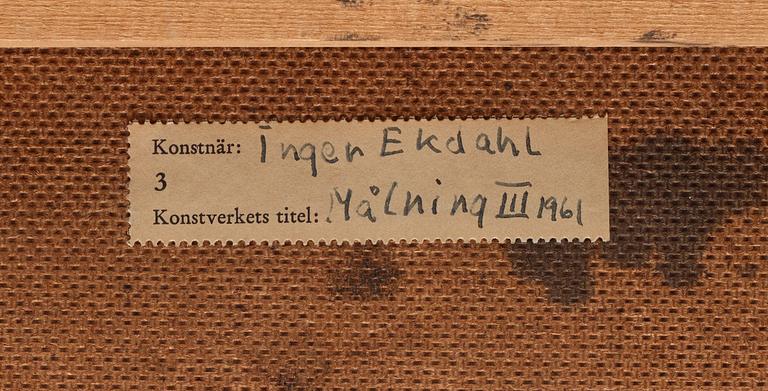 Konstnär: Inger Ekdahl
3
Konstverkets titel: Målning III 1961